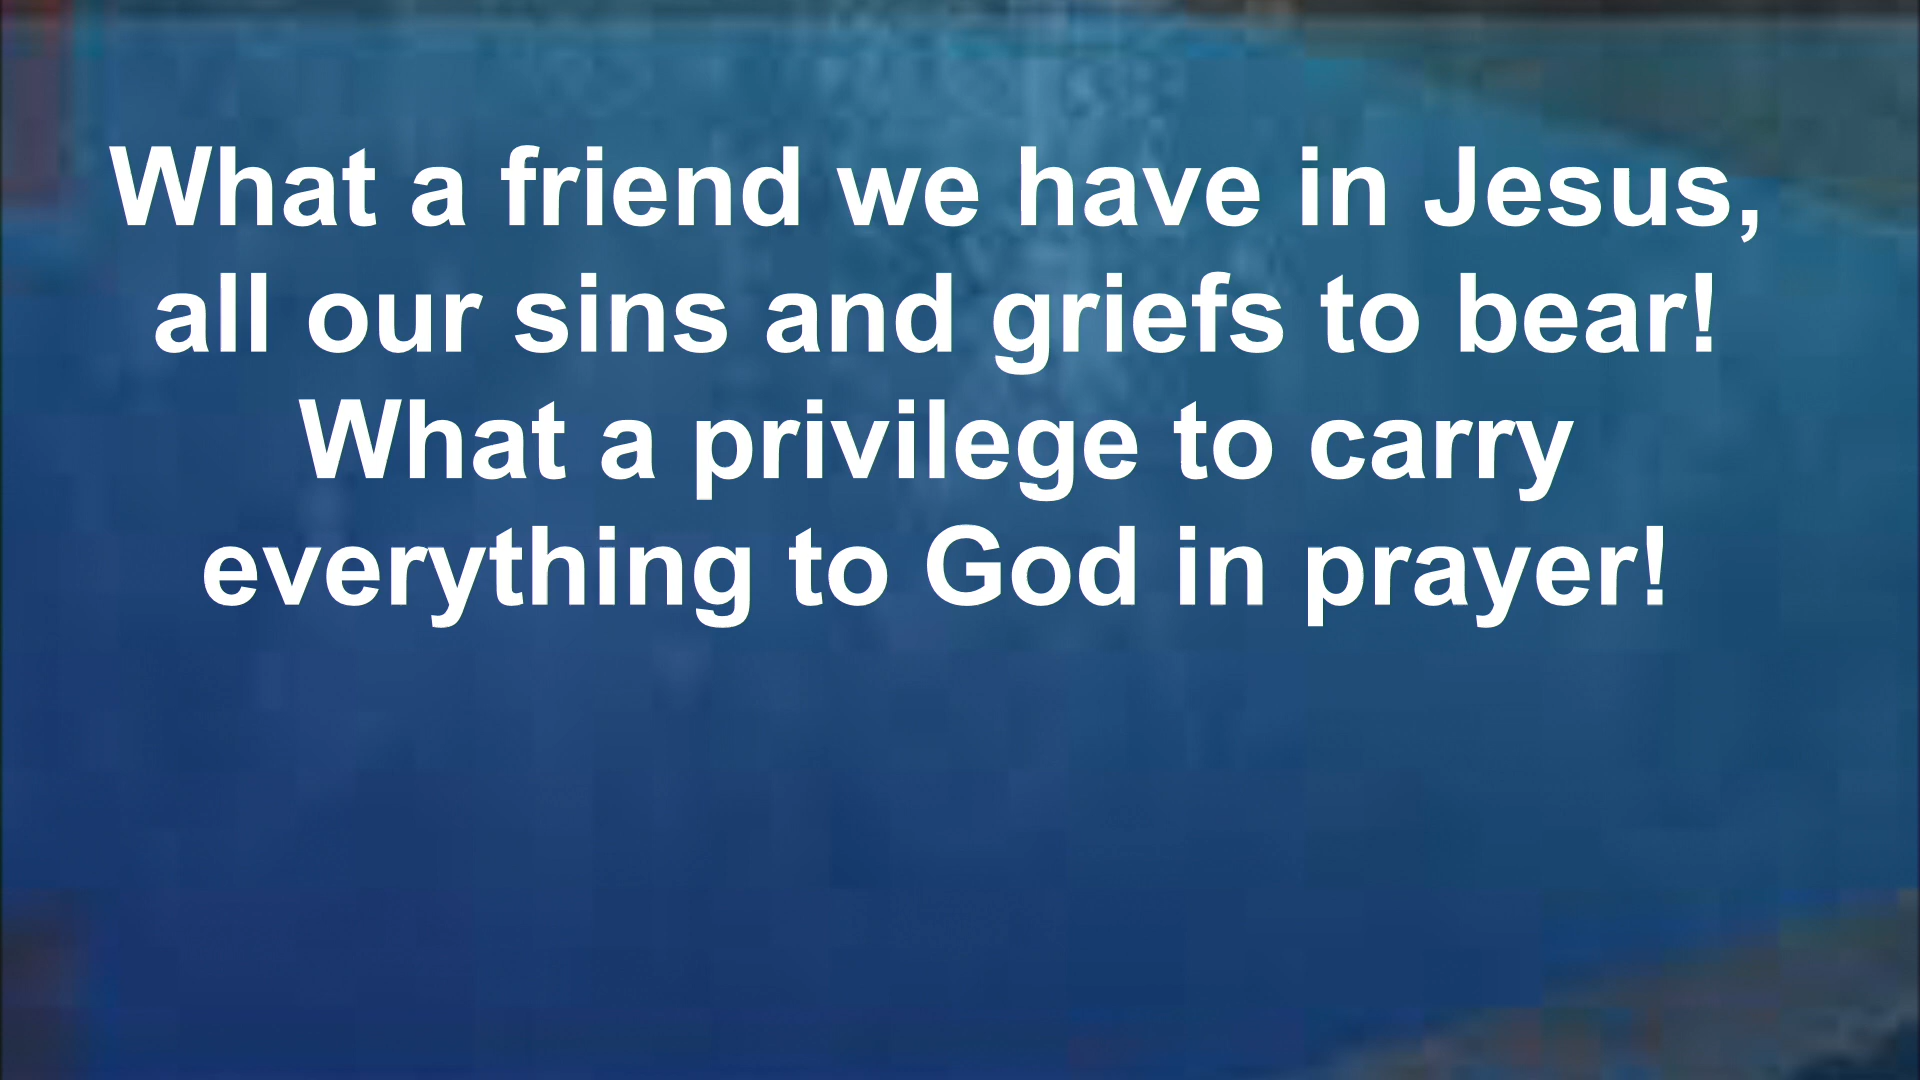 What a friend we have in Jesus,
all our sins and griefs to bear!
What a privilege to carry
everything to God in prayer!